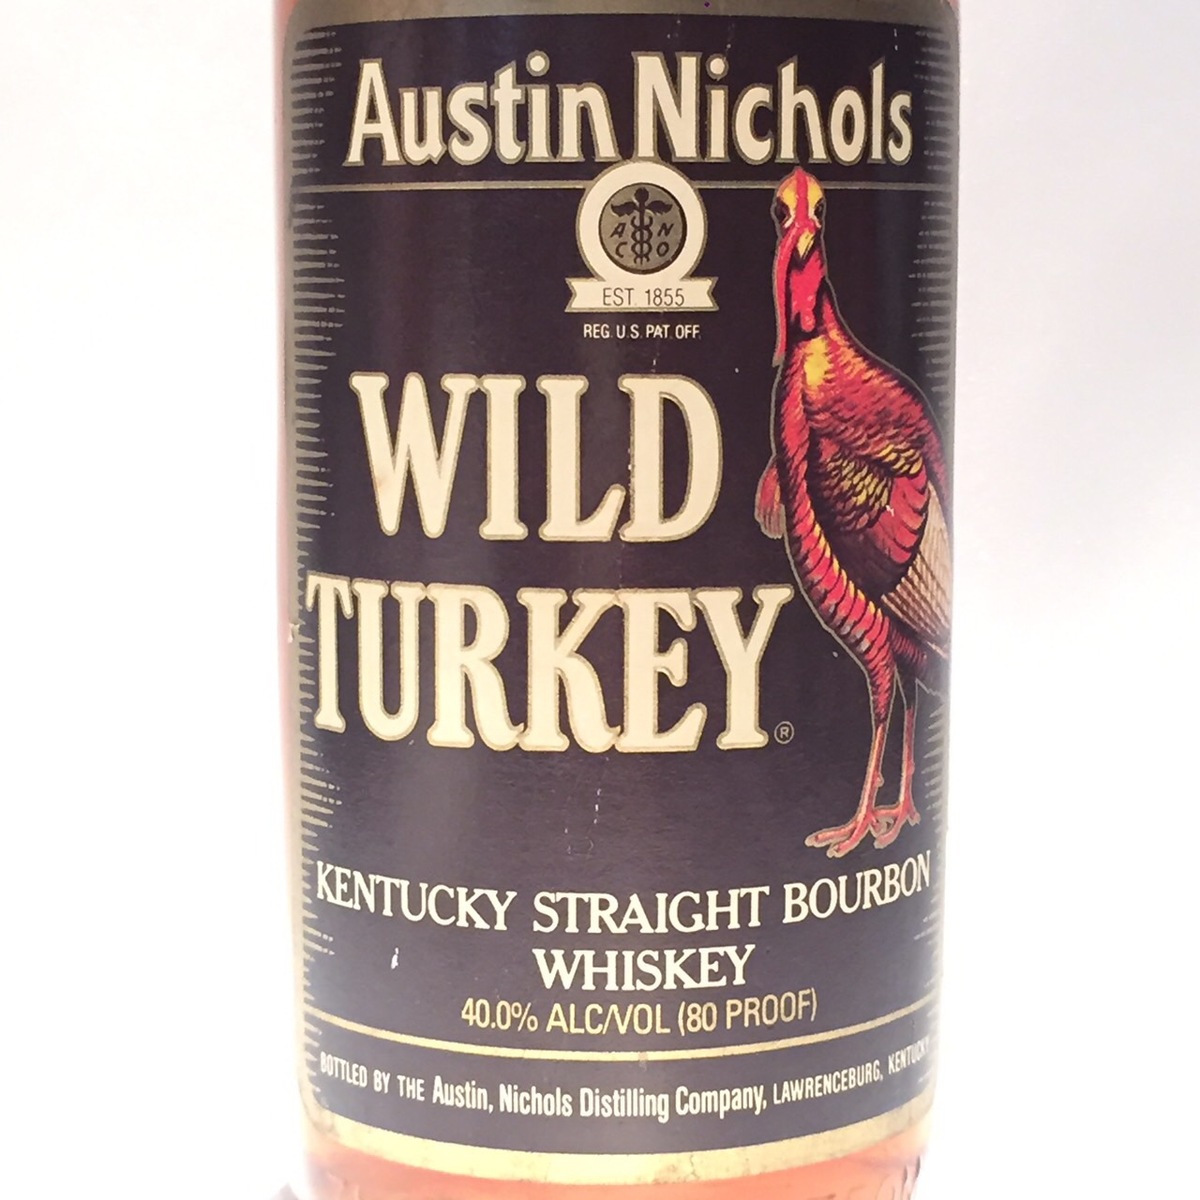 Austin Nichols
A N
C O
EST. 1855
REG. U.S. PAT. OFF.
WILD
TURKEY®
KENTUCKY STRAIGHT BOURBON
WHISKEY
40.0% ALC/VOL (80 PROOF)
BOTTLED BY THE Austin, Nichols Distilling Company, LAWRENCEBURG, KENTUCKY